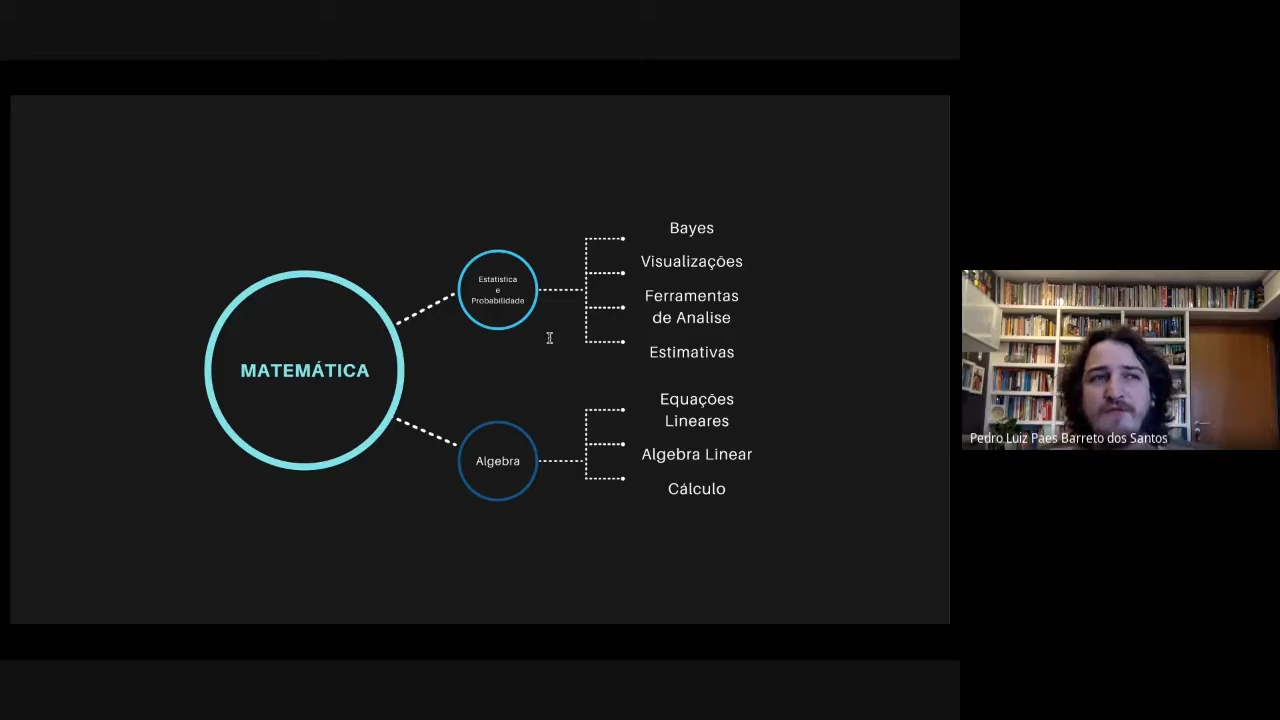 MATEMÁTICA
Estatística
e
Probabilidade
Bayes
Visualizações
Ferramentas
de Analise
Estimativas
Algebra
Equações
Lineares
Algebra Linear
Cálculo
Pedro Luiz Paes Barreto dos Santos